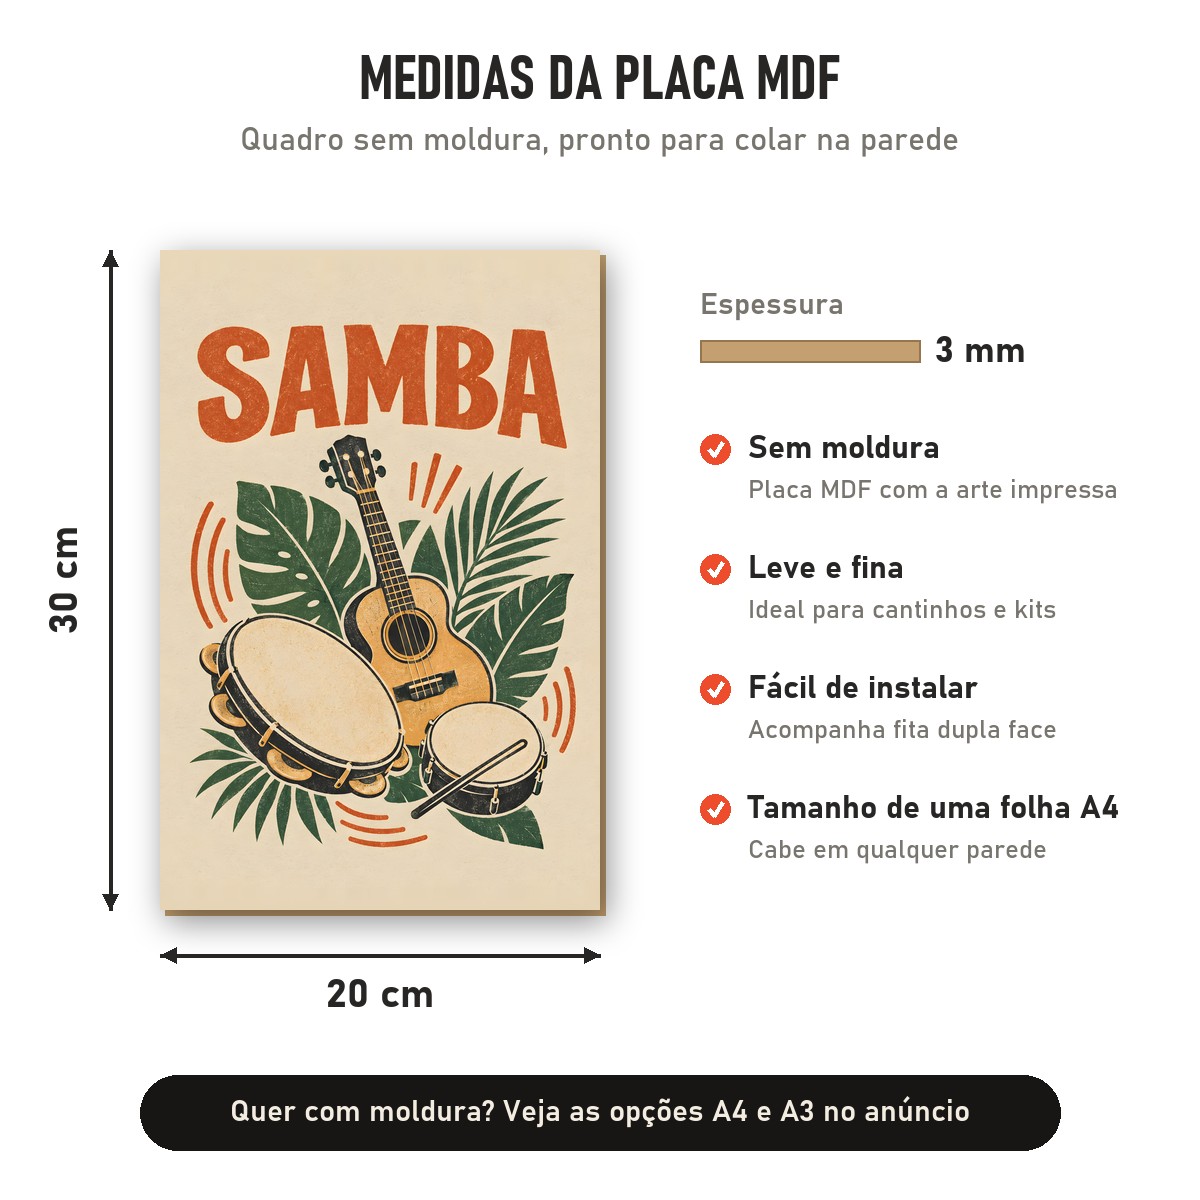 MEDIDAS DA PLACA MDF
Quadro sem moldura, pronto para colar na parede
SAMBA
30 cm
20 cm
Espessura
3 mm
Sem moldura
Placa MDF com a arte impressa
Leve e fina
Ideal para cantinhos e kits
Fácil de instalar
Acompanha fita dupla face
Tamanho de uma folha A4
Cabe em qualquer parede
Quer com moldura? Veja as opções A4 e A3 no anúncio